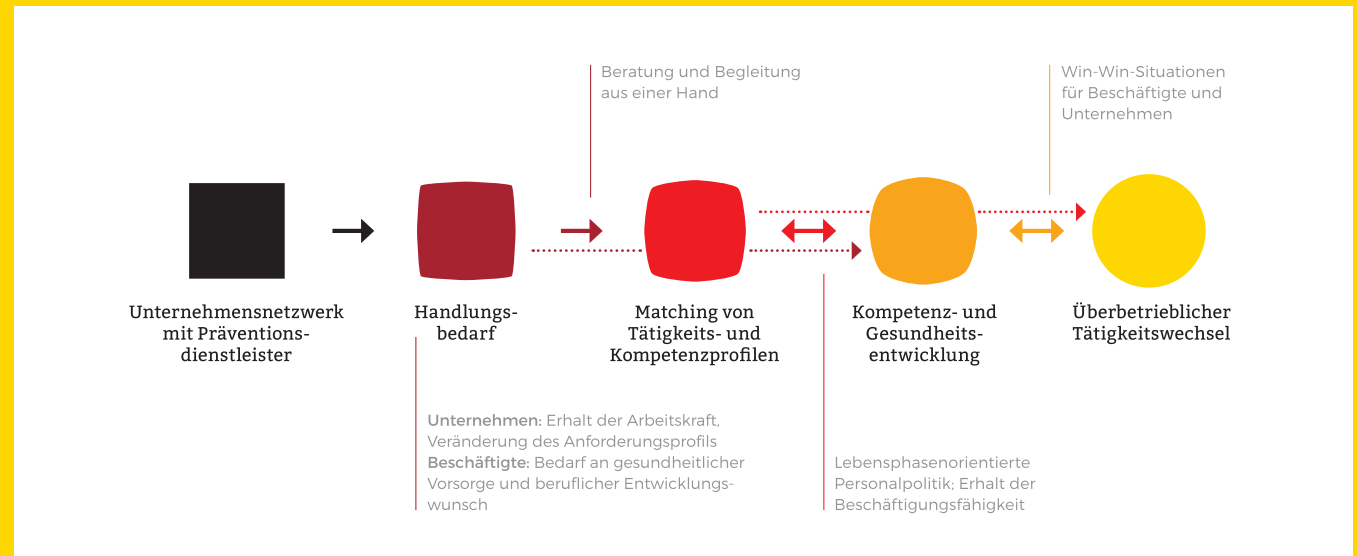 Beratung und Begleitung
aus einer Hand
Win-Win-Situationen
für Beschäftigte und
Unternehmen
Unternehmensnetzwerk
mit Präventions-
dienstleister
Handlungs-
bedarf
Matching von
Tätigkeits- und
Kompetenzprofilen
Kompetenz- und
Gesundheits-
entwicklung
Überbetrieblicher
Tätigkeitswechsel
Unternehmen: Erhalt der Arbeitskraft,
Veränderung des Anforderungsprofils
Beschäftigte: Bedarf an gesundheitlicher
Vorsorge und beruflicher Entwicklungs-
wunsch
Lebensphasenorientierte
Personalpolitik; Erhalt der
Beschäftigungsfähigkeit